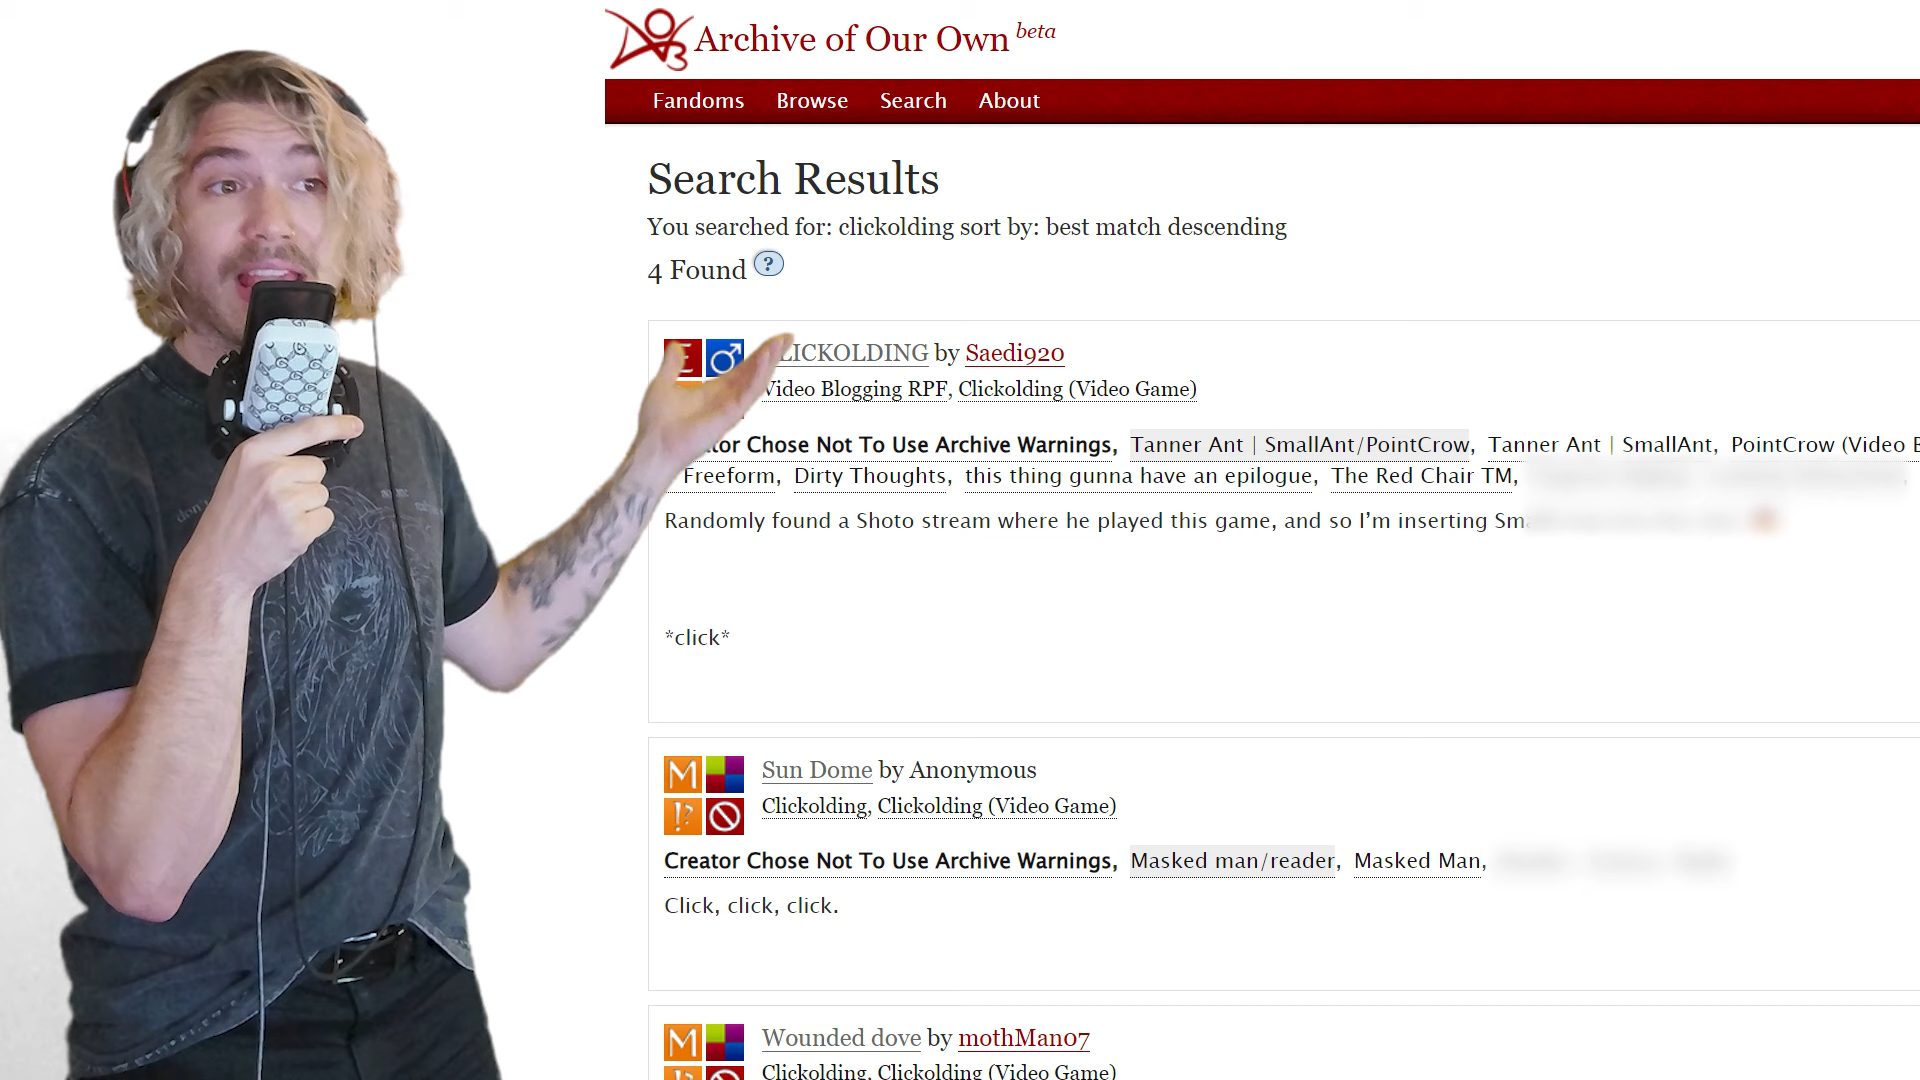 Archive of Our Own beta
Fandoms Browse Search About
Search Results
You searched for: clickolding sort by: best match descending
4 Found ?
LICKOLDING by Saedi920
Video Blogging RPF, Clickolding (Video Game)
Chose Not To Use Archive Warnings, Tanner Ant | SmallAnt/PointCrow, Tanner Ant | SmallAnt, PointCrow (Video B
Freeform, Dirty Thoughts, this thing gunna have an epilogue, The Red Chair TM,
Randomly found a Shoto stream where he played this game, and so I'm inserting
*click*
M
Sun Dome by Anonymous
!? Clickolding, Clickolding (Video Game)
Creator Chose Not To Use Archive Warnings, Masked man/reader, Masked Man,
Click, click, click.
M
Wounded dove by mothMan07
Clickolding, Clickolding (Video Game)